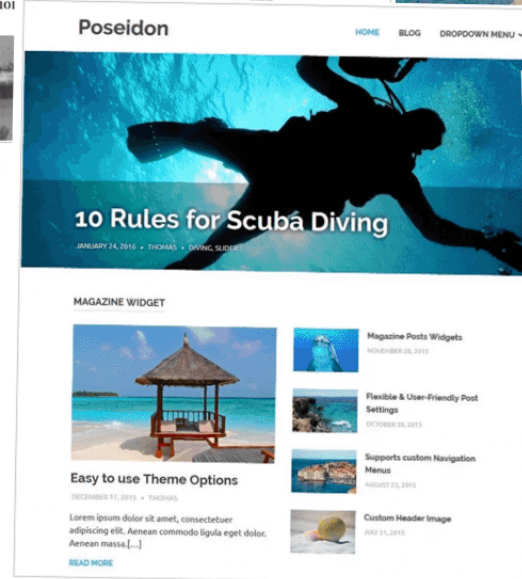 Poseidon
HOME BLOG DROPDOWN MENU
10 Rules for Scuba Diving
JANUARY 24, 2016 • THOMAS • DIVING, SLIDER
MAGAZINE WIDGET
Easy to use Theme Options
DECEMBER 17, 2015 • THOMAS
Lorem ipsum dolor sit amet, consectetuer
adipiscing elit. Aenean commodo ligula eget dolor.
Aenean massa.[...]
READ MORE
Magazine Posts Widgets
NOVEMBER 28, 2015
Flexible & User-Friendly Post
Settings
OCTOBER 26, 2015
Supports custom Navigation
Menus
AUGUST 23, 2015
Custom Header Image
JULY 21, 2015